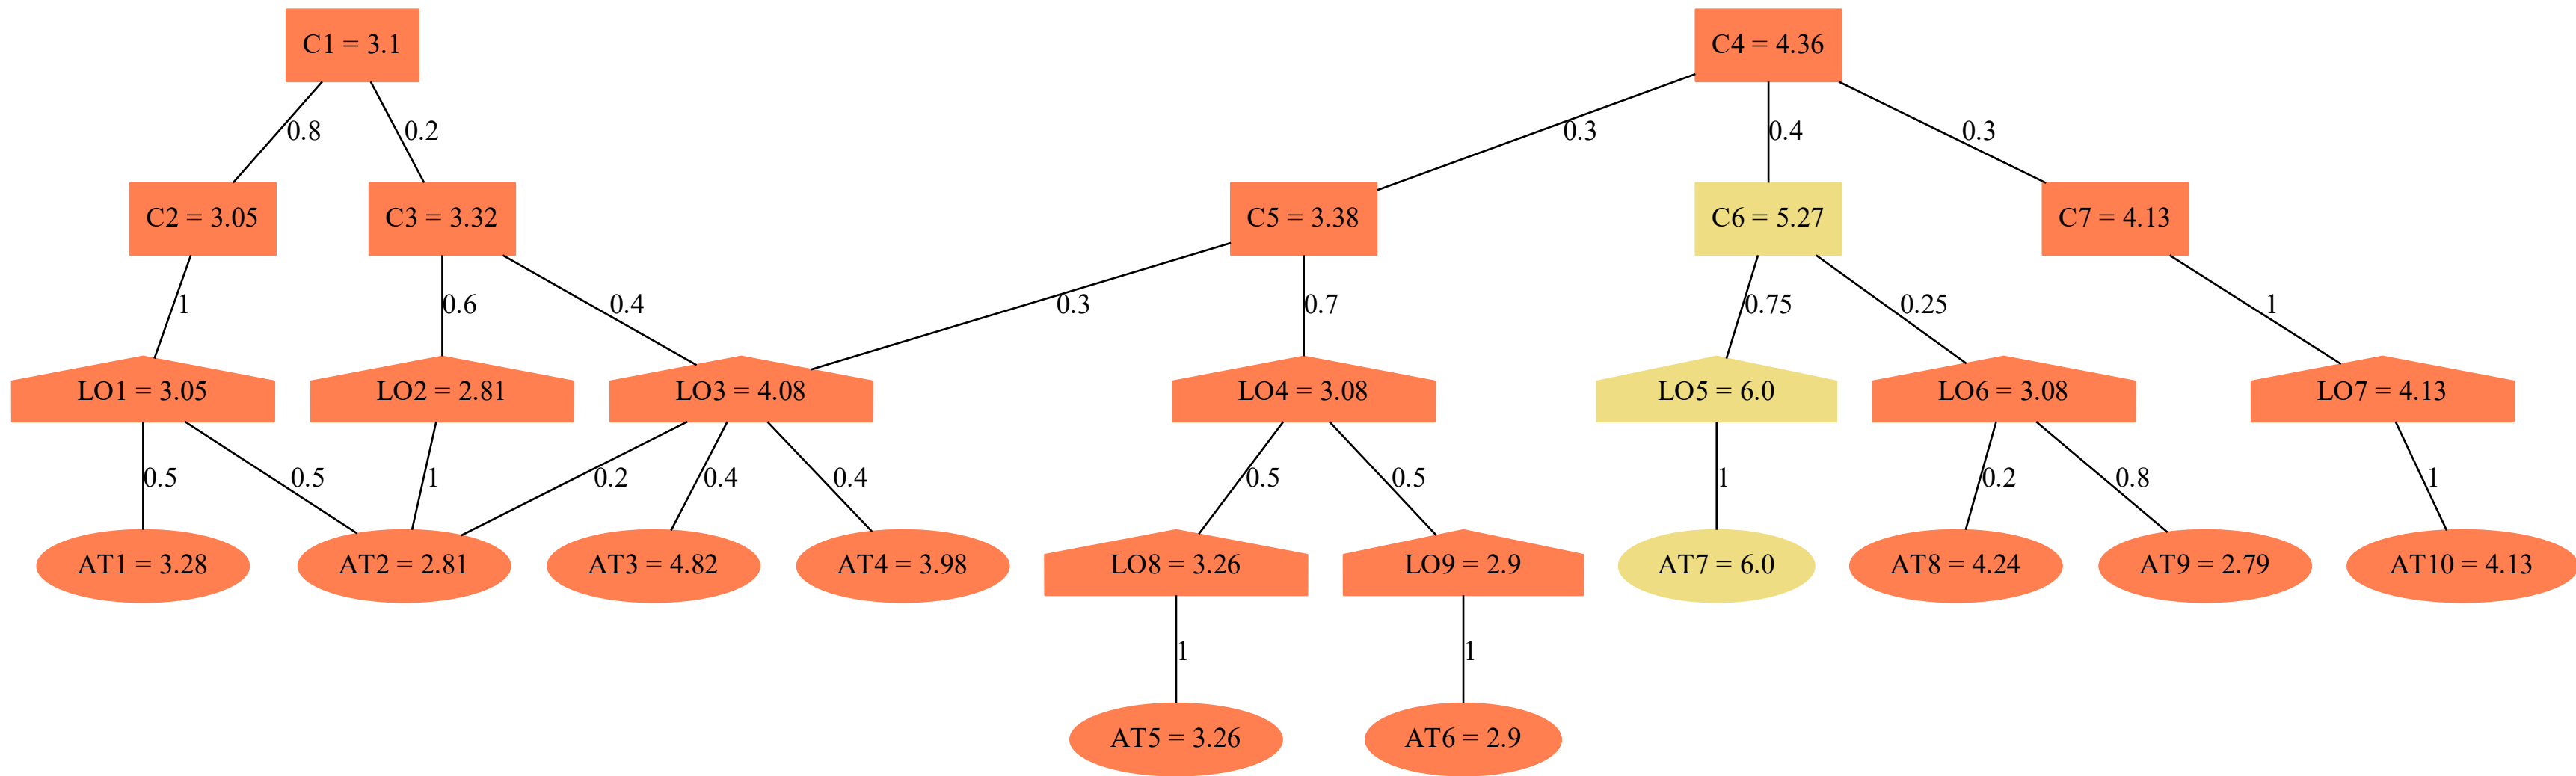 C1 = 3.1
C4 = 4.36
0.8
0.2
0.3
0.4
0.3
C2 = 3.05
C3 = 3.32
C5 = 3.38
C6 = 5.27
C7 = 4.13
1
0.6
0.4
0.3
0.7
0.75
0.25
1
LO1 = 3.05
LO2 = 2.81
LO3 = 4.08
LO4 = 3.08
LO5 = 6.0
LO6 = 3.08
LO7 = 4.13
0.5
0.5
1
0.2
0.4
0.4
0.5
0.5
1
0.2
0.8
1
AT1 = 3.28
AT2 = 2.81
AT3 = 4.82
AT4 = 3.98
LO8 = 3.26
LO9 = 2.9
AT7 = 6.0
AT8 = 4.24
AT9 = 2.79
AT10 = 4.13
1
1
AT5 = 3.26
AT6 = 2.9